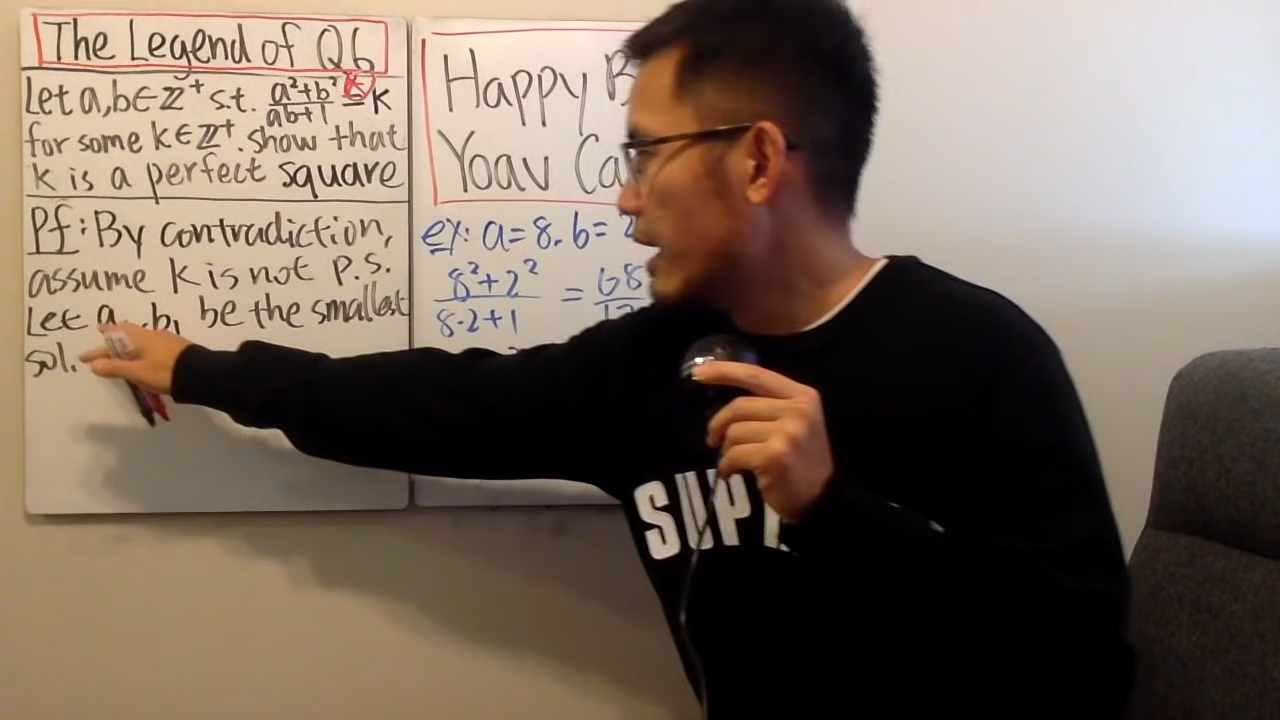 The Legend of Q6
Let a,b∈ℤ⁺ s.t. a²+b²/ab+1 = k
for some k∈ℤ⁺. show that
k is a perfect square
Pf: By contradiction,
assume k is not P.S.
Let a, b₁ be the smallest
sol.
Happy
Yoav
ex: a=8. b=2
8²+2²/8·2+1 = 68
SUP